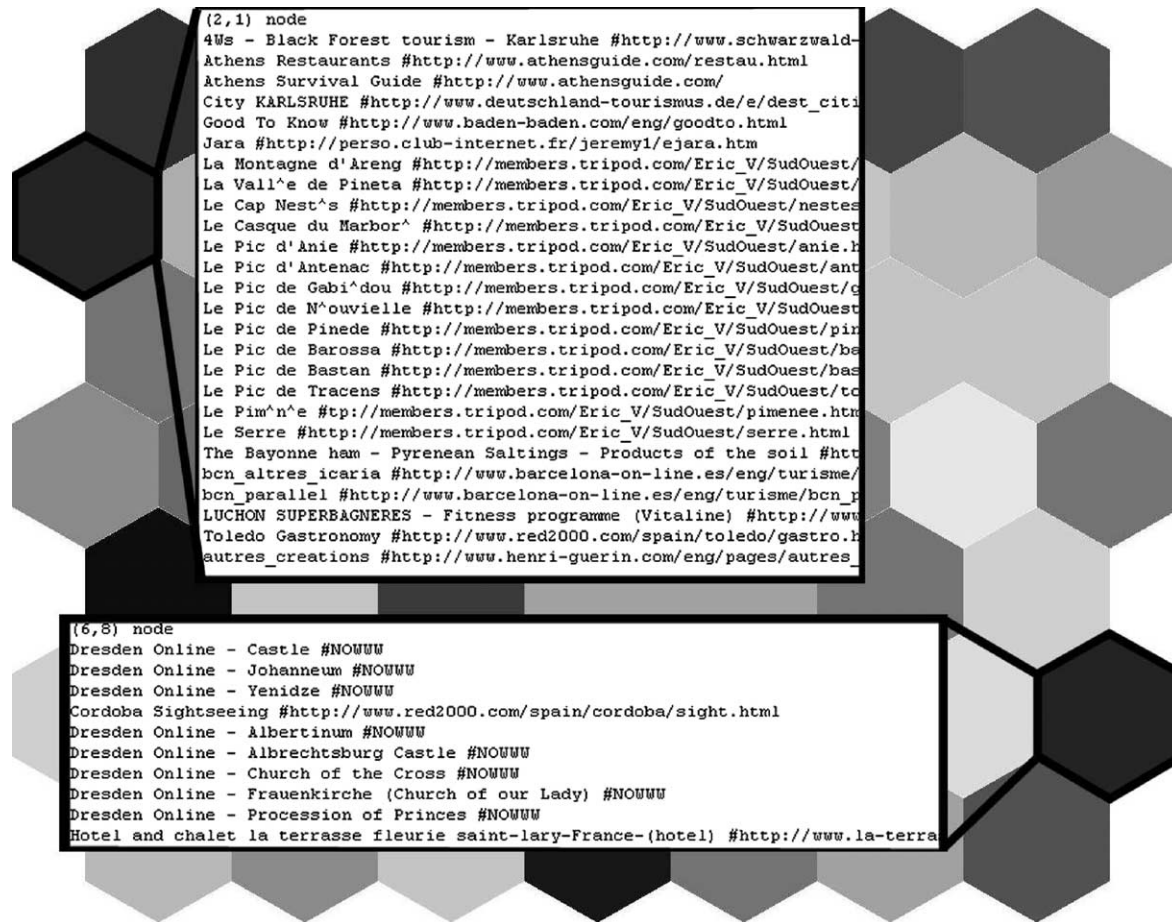 (2,1) node
4Ws - Black Forest tourism - Karlsruhe #http://www.schwarzwald-
Athens Restaurants #http://www.athensguide.com/restau.html
Athens Survival Guide #http://www.athensguide.com/
City KARLSRUHE #http://www.deutschland-tourismus.de/e/dest_citi
Good To Know #http://www.baden-baden.com/eng/goodto.html
Jara #http://perso.club-internet.fr/jeremy1/ejara.htm
La Montagne d'Areng #http://members.tripod.com/Eric_V/SudOuest/
La Vall^e de Pineta #http://members.tripod.com/Eric_V/SudOuest/
Le Cap Nest^s #http://members.tripod.com/Eric_V/SudOuest/nestes
Le Casque du Marbor^ #http://members.tripod.com/Eric_V/SudOuest
Le Pic d'Anie #http://members.tripod.com/Eric_V/SudOuest/anie.h
Le Pic d'Antenac #http://members.tripod.com/Eric_V/SudOuest/ant
Le Pic de Gabi^dou #http://members.tripod.com/Eric_V/SudOuest/g
Le Pic de N^ouvielle #http://members.tripod.com/Eric_V/SudOuest
Le Pic de Pinede #http://members.tripod.com/Eric_V/SudOuest/pin
Le Pic de Barossa #http://members.tripod.com/Eric_V/SudOuest/ba
Le Pic de Bastan #http://members.tripod.com/Eric_V/SudOuest/bas
Le Pic de Tracens #http://members.tripod.com/Eric_V/SudOuest/tc
Le Pim^n^e #tp://members.tripod.com/Eric_V/SudOuest/pimenee.htm
Le Serre #http://members.tripod.com/Eric_V/SudOuest/serre.html
The Bayonne ham - Pyrenean Saltings - Products of the soil #htt
bcn_altres_icaria #http://www.barcelona-on-line.es/eng/turisme/
bcn_parallel #http://www.barcelona-on-line.es/eng/turisme/bcn_p
LUCHON SUPERBAGNERES - Fitness programme (Vitaline) #http://www
Toledo Gastronomy #http://www.red2000.com/spain/toledo/gastro.h
autres_creations #http://www.henri-guerin.com/eng/pages/autres_
(6,8) node
Dresden Online - Castle #NOWWW
Dresden Online - Johanneum #NOWWW
Dresden Online - Yenidze #NOWWW
Cordoba Sightseeing #http://www.red2000.com/spain/cordoba/sight.html
Dresden Online - Albertinum #NOWWW
Dresden Online - Albrechtsburg Castle #NOWWW
Dresden Online - Church of the Cross #NOWWW
Dresden Online - Frauenkirche (Church of our Lady) #NOWWW
Dresden Online - Procession of Princes #NOWWW
Hotel and chalet la terrasse fleurie saint-lary-France-(hotel) #http://www.la-terra